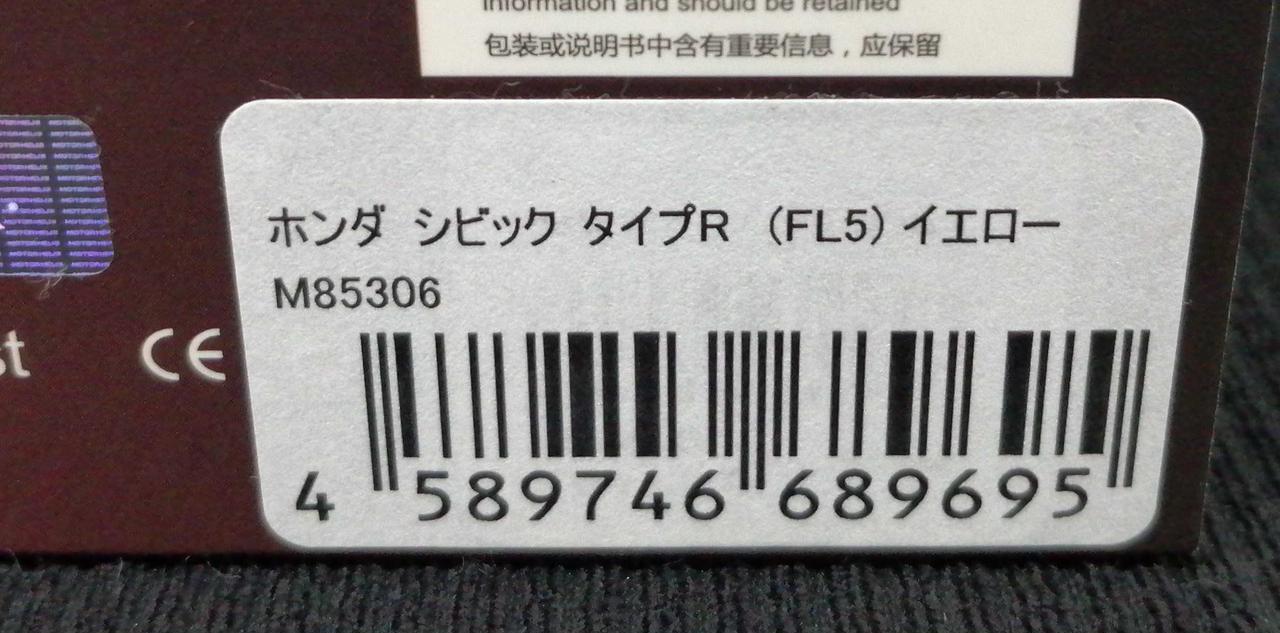 information and should be retained
包装或说明书中含有重要信息，应保留
ホンダ シビック タイプR （FL5）イエロー
M85306
st CE
4 589746 689695